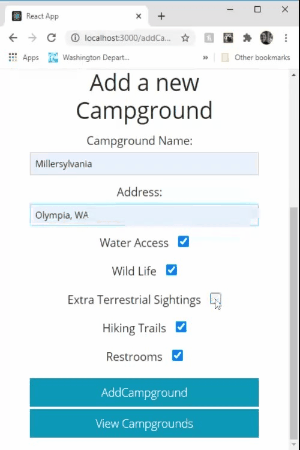 React App
localhost:3000/addCa...
Apps
Washington Depart...
»
Other bookmarks
Add a new
Campground
Campground Name:
Millersylvania
Address:
Olympia, WA
Water Access
Wild Life
Extra Terrestrial Sightings
Hiking Trails
Restrooms
AddCampground
View Campgrounds